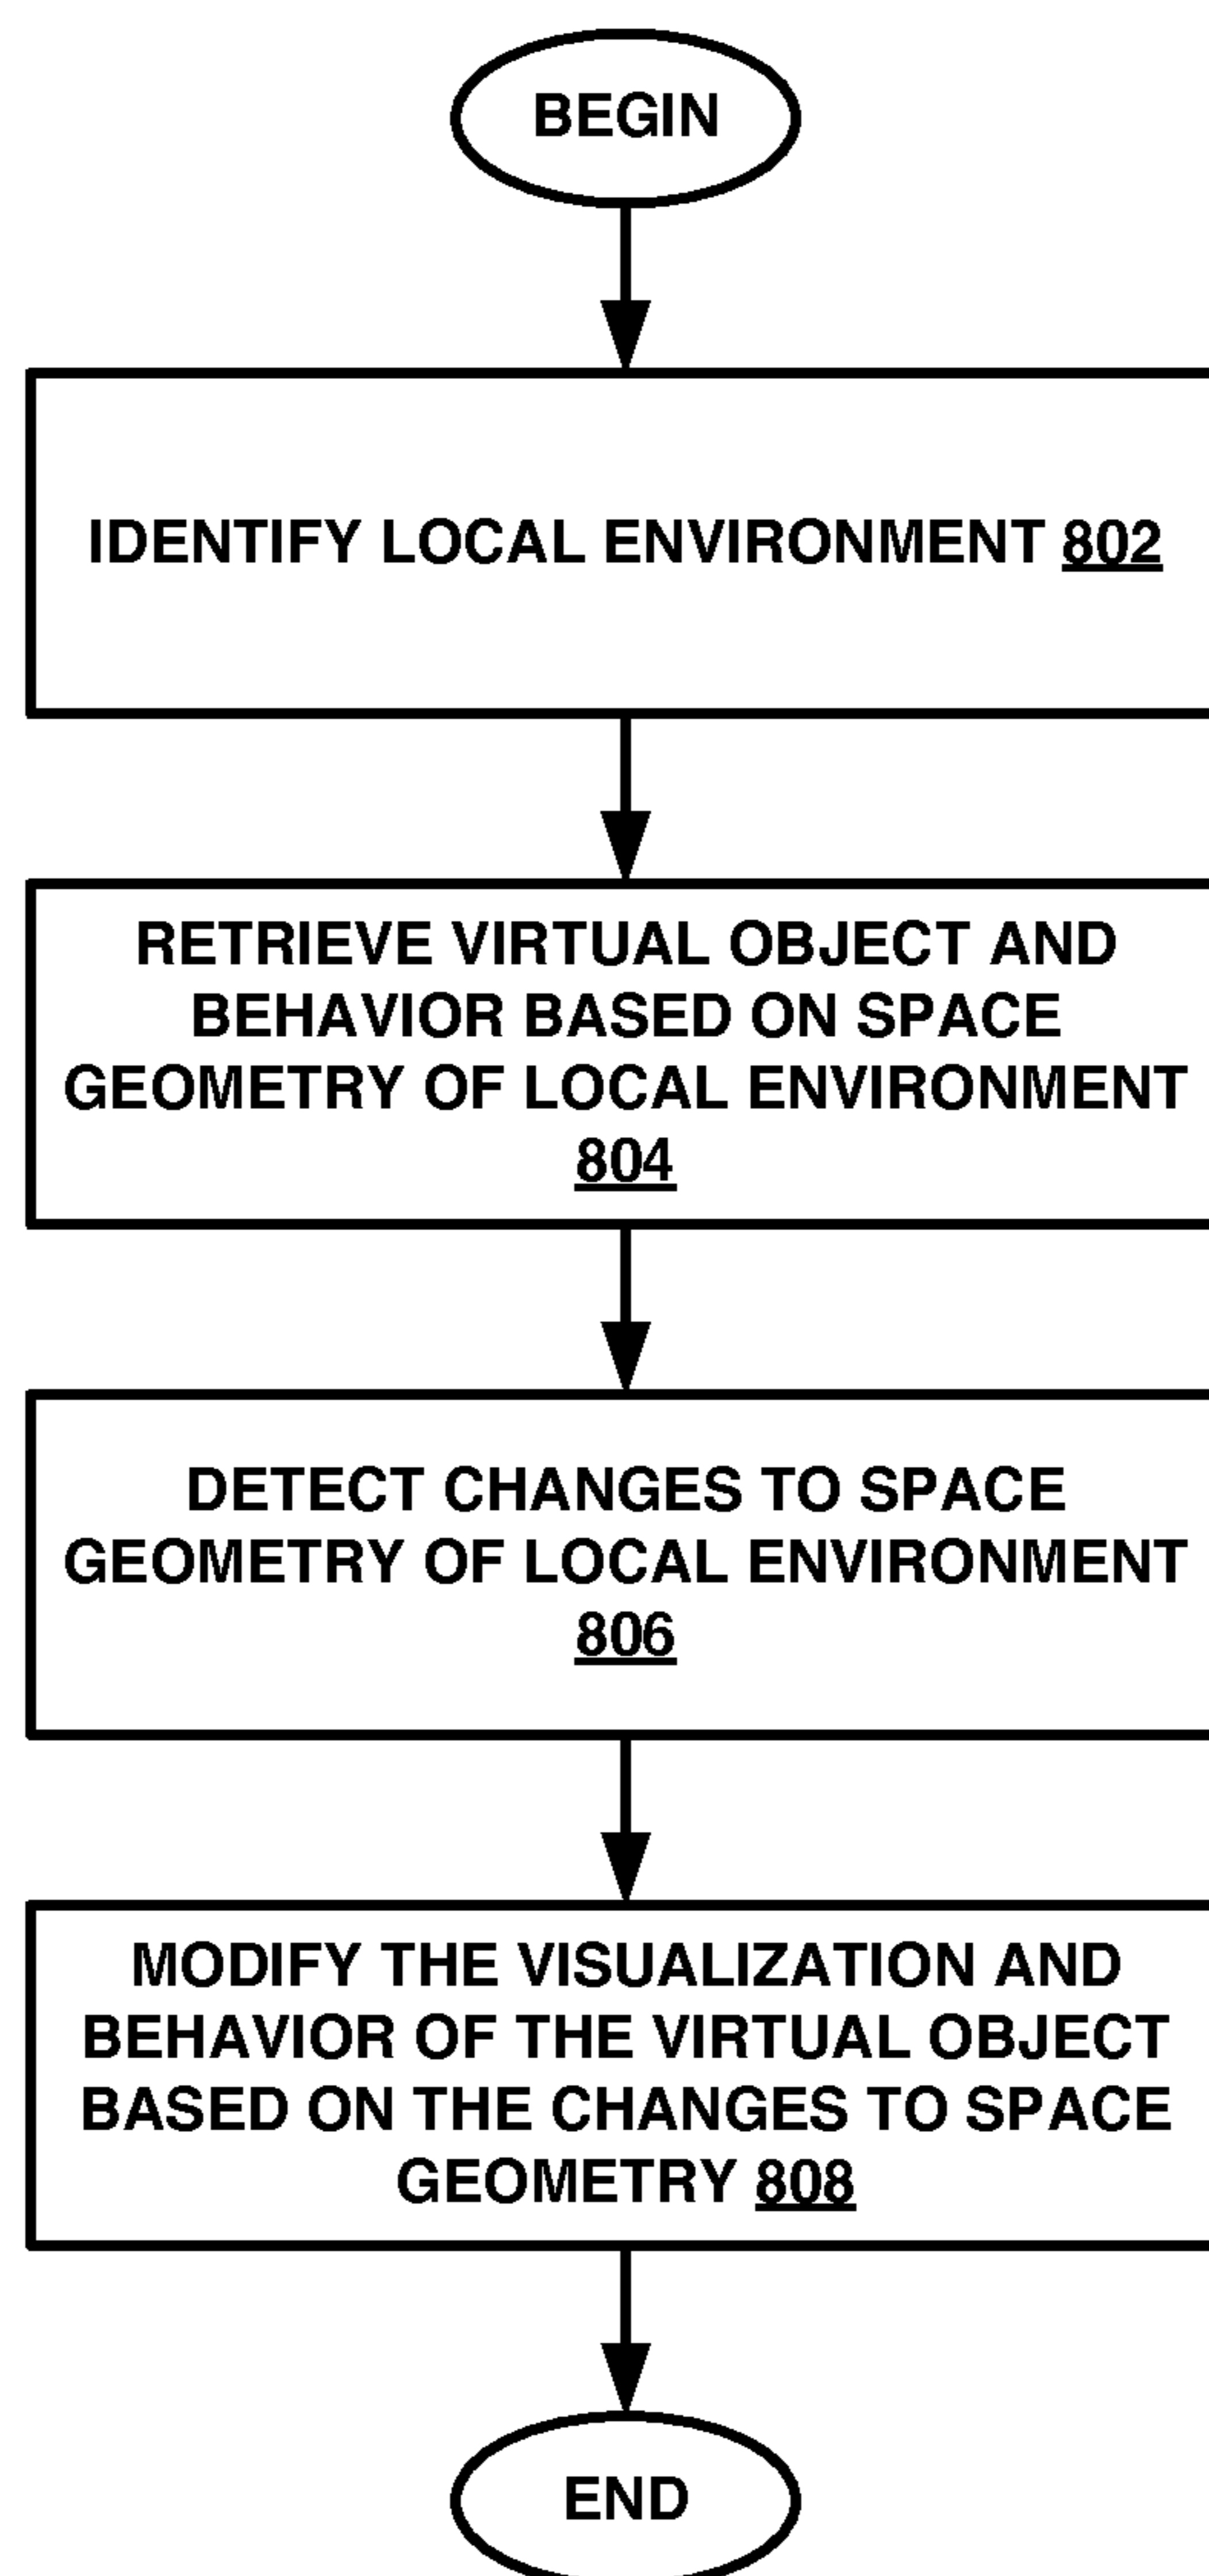 BEGIN
IDENTIFY LOCAL ENVIRONMENT 802
RETRIEVE VIRTUAL OBJECT AND
BEHAVIOR BASED ON SPACE
GEOMETRY OF LOCAL ENVIRONMENT
804
DETECT CHANGES TO SPACE
GEOMETRY OF LOCAL ENVIRONMENT
806
MODIFY THE VISUALIZATION AND
BEHAVIOR OF THE VIRTUAL OBJECT
BASED ON THE CHANGES TO SPACE
GEOMETRY 808
END